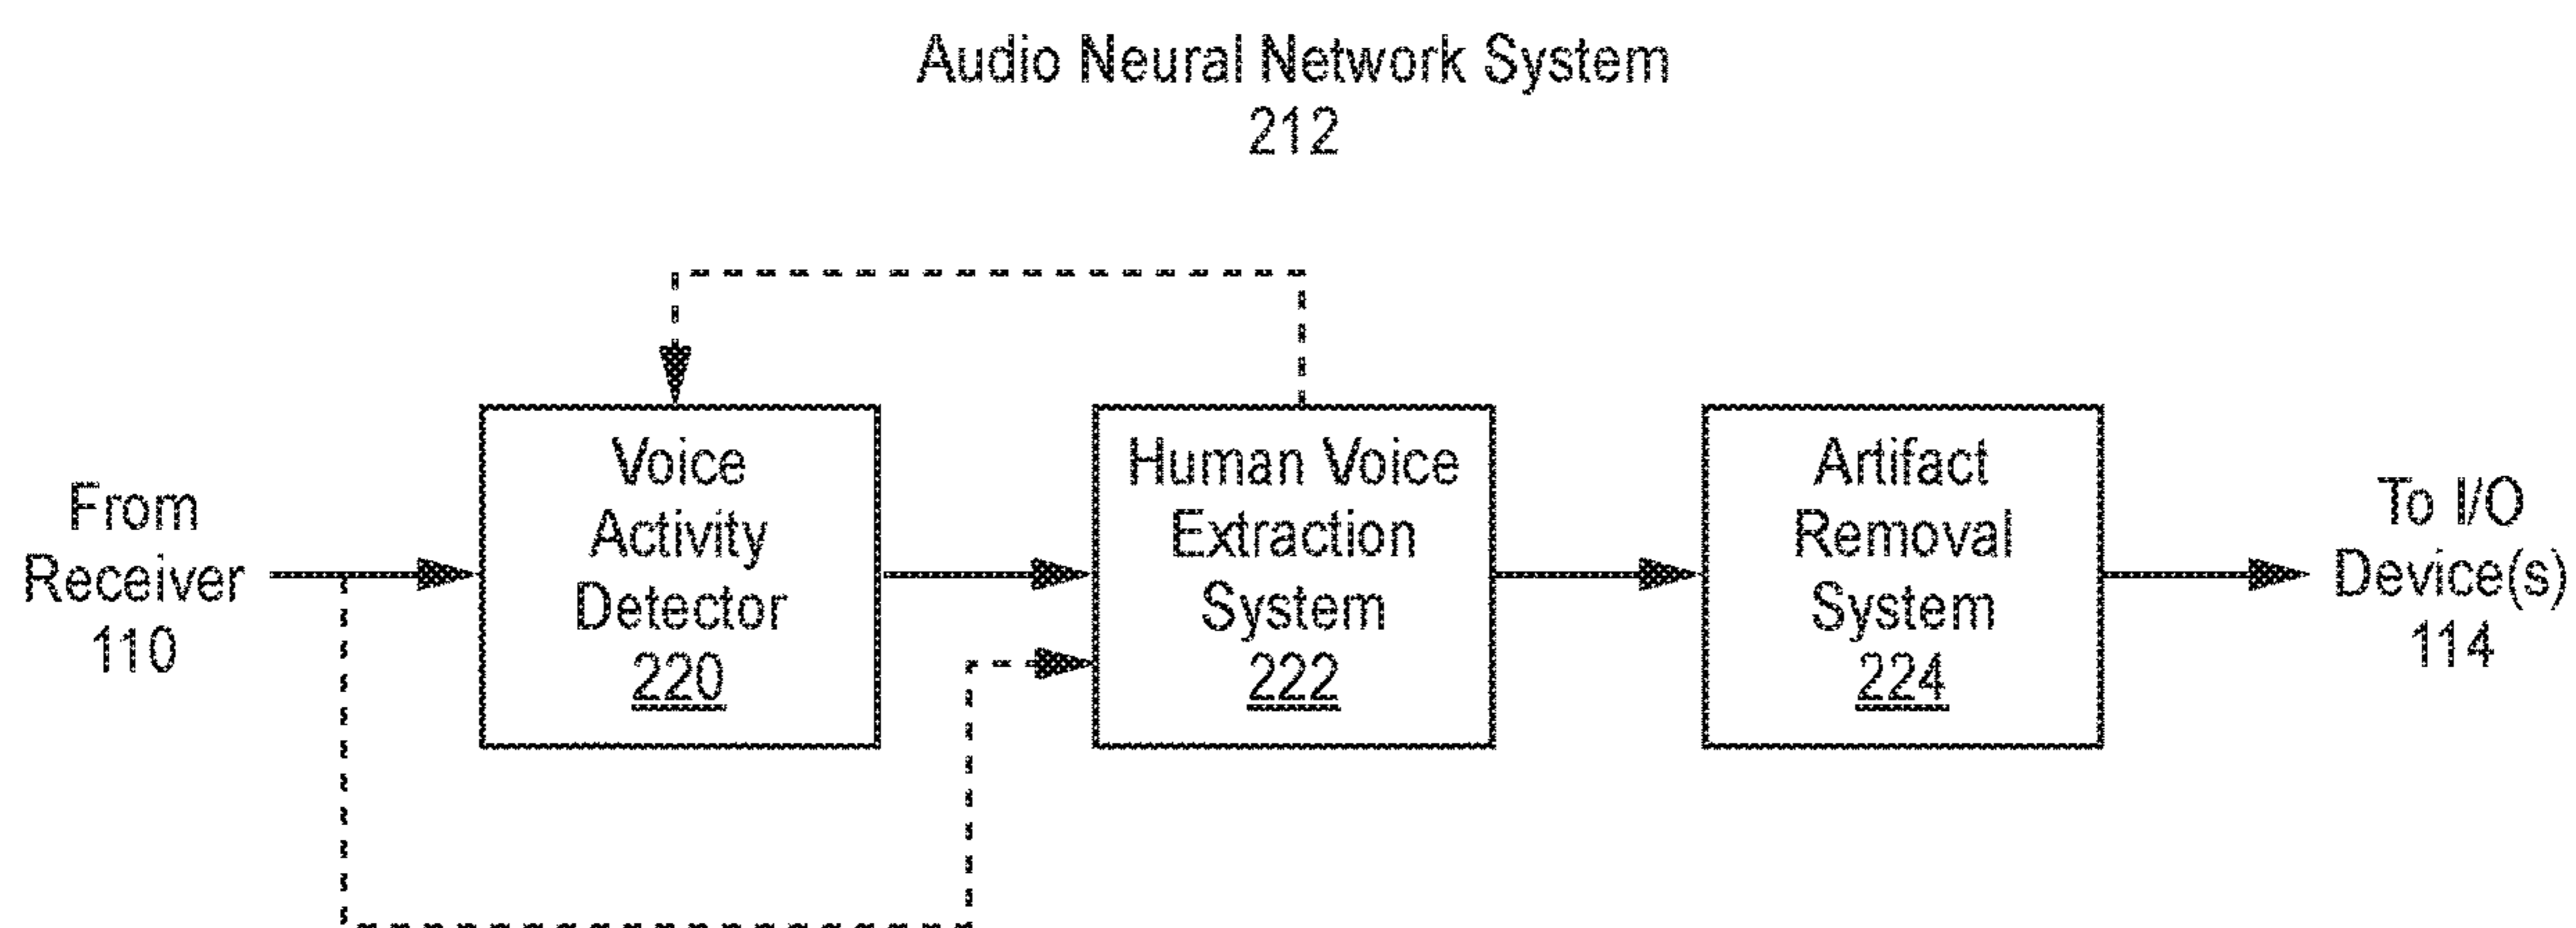 Audio Neural Network System
212
From
Receiver
110
Voice
Activity
Detector
220
Human Voice
Extraction
System
222
Artifact
Removal
System
224
To I/O
Device(s)
114